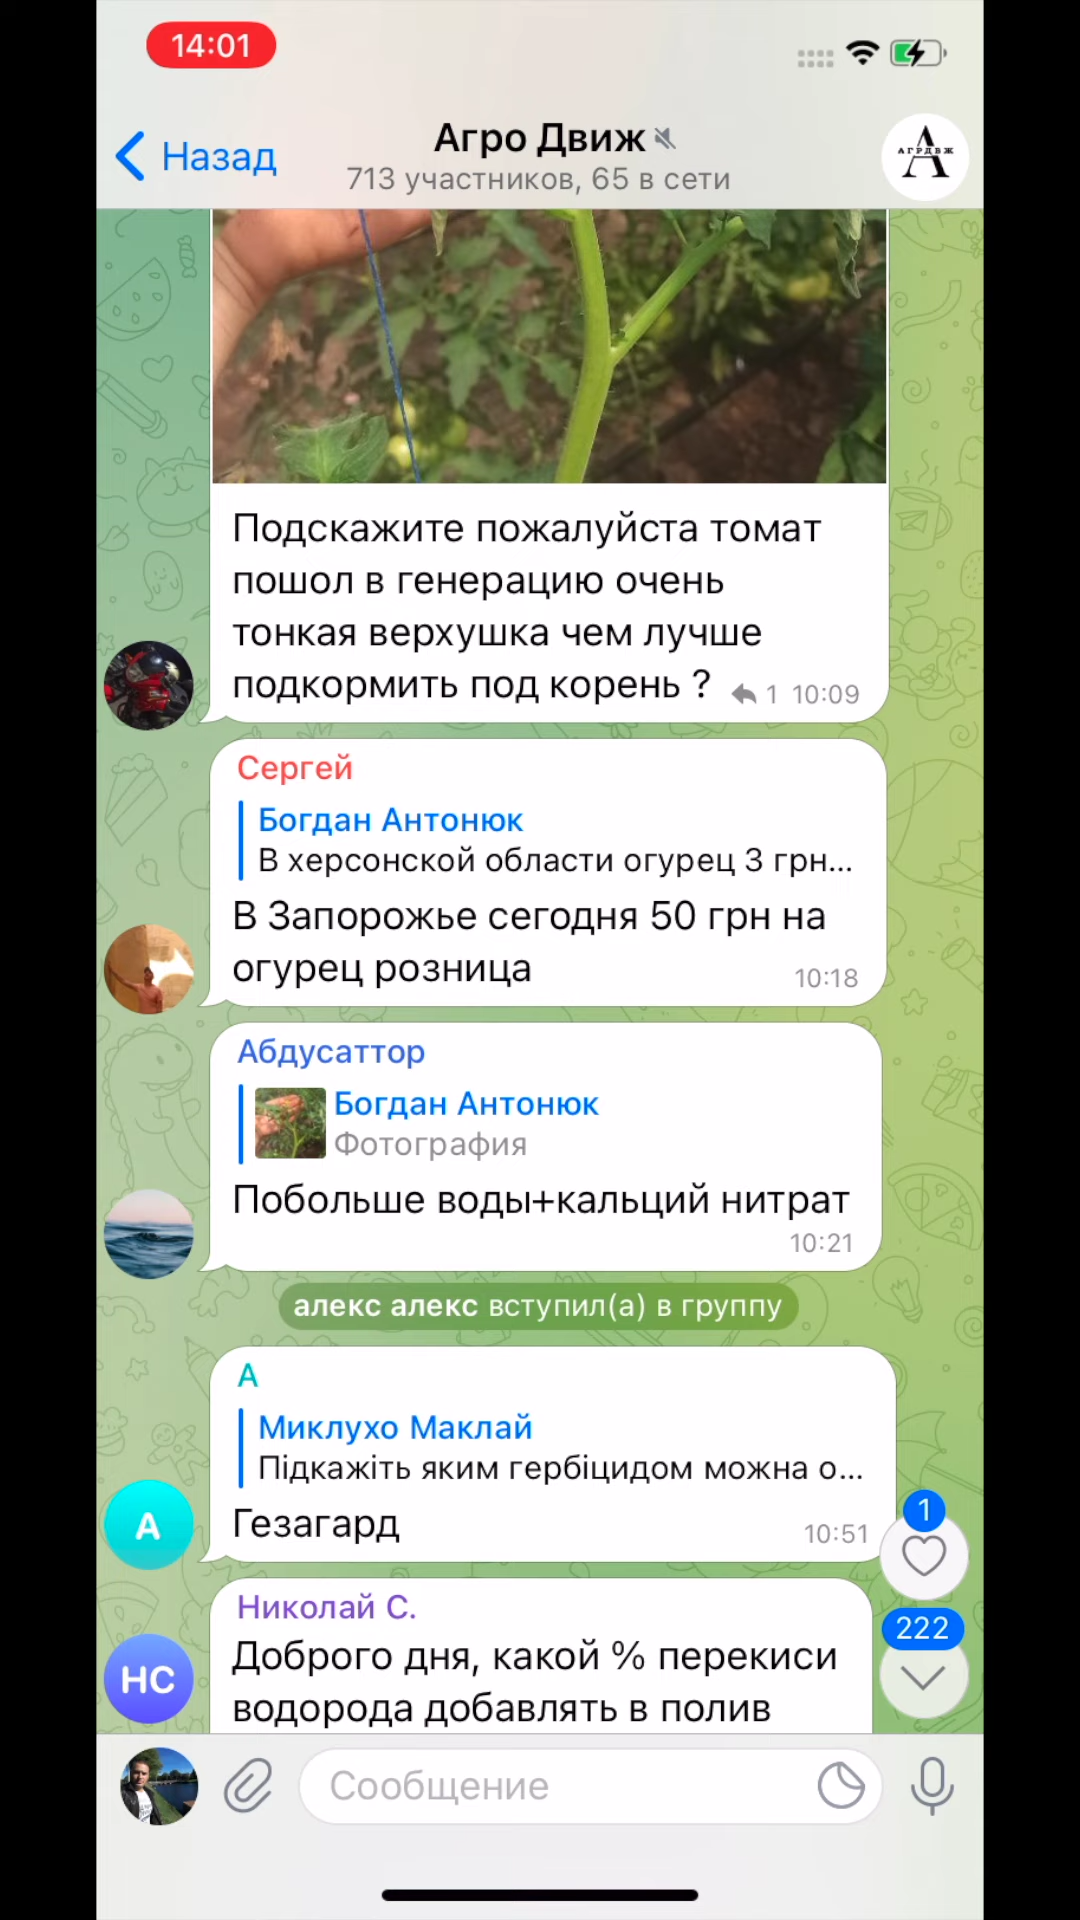 14:01
Назад
Агро Движ
713 участников, 65 в сети
А
АГРДВЖ
Подскажите пожалуйста томат
пошол в генерацию очень
тонкая верхушка чем лучше
подкормить под корень ?
1 10:09
Сергей
Богдан Антонюк
В херсонской области огурец 3 грн...
В Запорожье сегодня 50 грн на
огурец розница
10:18
Абдусаттор
Богдан Антонюк
Фотография
Побольше воды+кальций нитрат
10:21
алекс алекс вступил(а) в группу
А
Миклухо Маклай
Підкажіть яким гербіцидом можна о...
Гезагард
10:51
А
1
Николай С.
Доброго дня, какой % перекиси
водорода добавлять в полив
НС
222
Сообщение